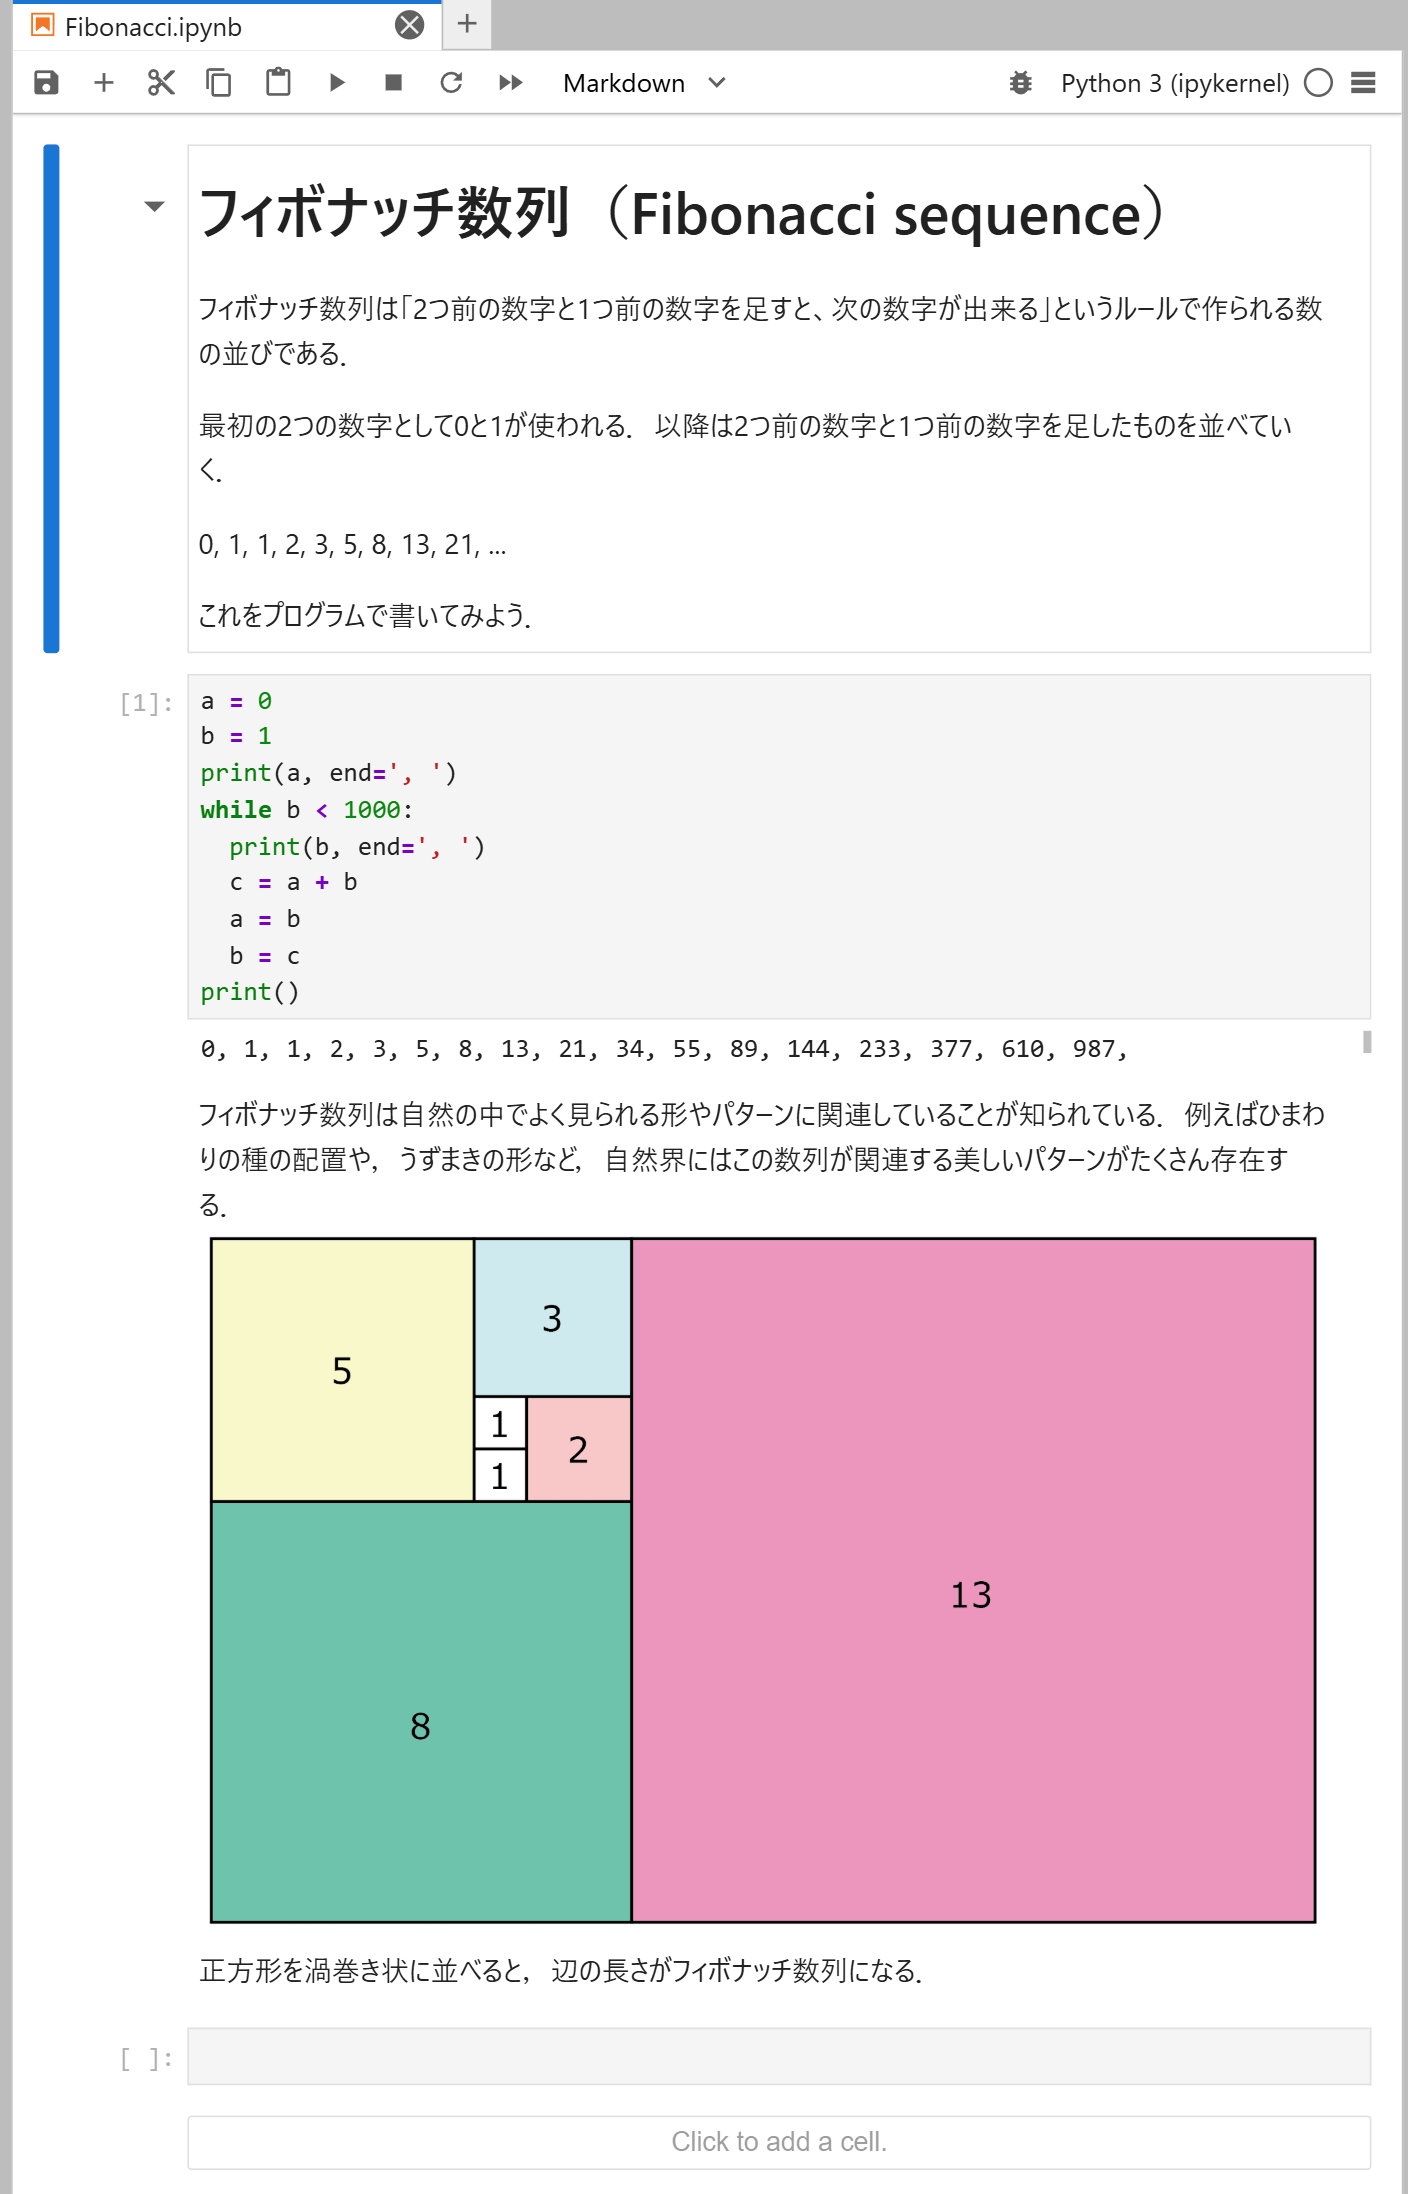 Fibonacci.ipynb
Markdown Python 3 (ipykernel)
フィボナッチ数列（Fibonacci sequence）
フィボナッチ数列は「2つ前の数字と1つ前の数字を足すと、次の数字が出来る」というルールで作られる数
の並びである．
最初の2つの数字として0と1が使われる．以降は2つ前の数字と1つ前の数字を足したものを並べてい
く．
0, 1, 1, 2, 3, 5, 8, 13, 21, ...
これをプログラムで書いてみよう．
[1]:
a = 0
b = 1
print(a, end=', ')
while b < 1000:
  print(b, end=', ')
  c = a + b
  a = b
  b = c
print()
0, 1, 1, 2, 3, 5, 8, 13, 21, 34, 55, 89, 144, 233, 377, 610, 987,
フィボナッチ数列は自然の中でよく見られる形やパターンに関連していることが知られている．例えばひまわ
りの種の配置や，うずまきの形など，自然界にはこの数列が関連する美しいパターンがたくさん存在す
る．
3
5
1
2
1
13
8
正方形を渦巻き状に並べると，辺の長さがフィボナッチ数列になる．
[ ]:
Click to add a cell.